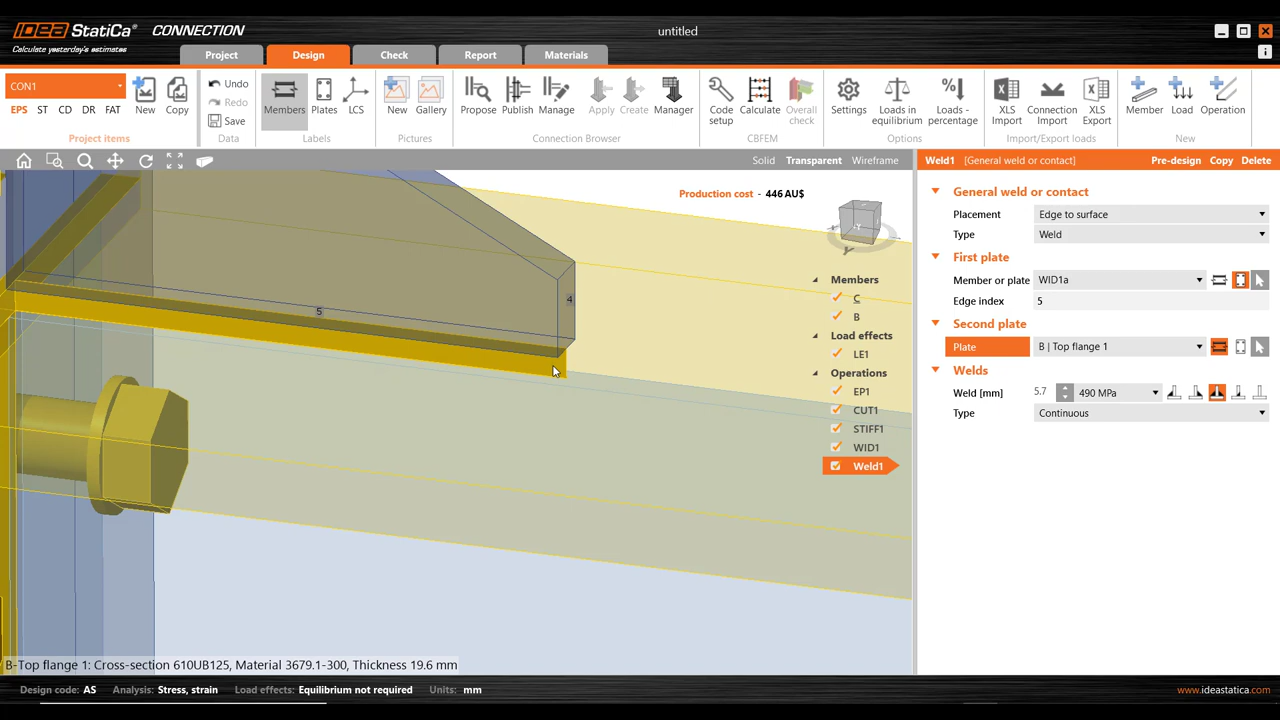 IDEA StatiCa® CONNECTION
Calculate yesterday's estimates
untitled
i
Project Design Check Report Materials
CON1
EPS ST CD DR FAT
New Copy
Project items
Undo
Redo
Save
Data
Members Plates LCS
Labels
New Gallery
Pictures
Propose Publish Manage Apply Create Manager
Connection Browser
Code setup Calculate Overall check
CBFEM
Settings Loads in equilibrium Loads - percentage
Options
XLS Import Connection Import XLS Export
Import/Export loads
Member Load Operation
New
Solid Transparent Wireframe
Production cost - 446 AU$
Members
C
B
Load effects
LE1
Operations
EP1
CUT1
STIFF1
WID1
Weld1
5
4
B-Top flange 1: Cross-section 610UB125, Material 3679.1-300, Thickness 19.6 mm
Weld1 [General weld or contact] Pre-design Copy Delete
General weld or contact
Placement Edge to surface
Type Weld
First plate
Member or plate WID1a
Edge index 5
Second plate
Plate B | Top flange 1
Welds
Weld [mm] 5.7 490 MPa
Type Continuous
Design code: AS Analysis: Stress, strain Load effects: Equilibrium not required Units: mm
www.ideastatica.com